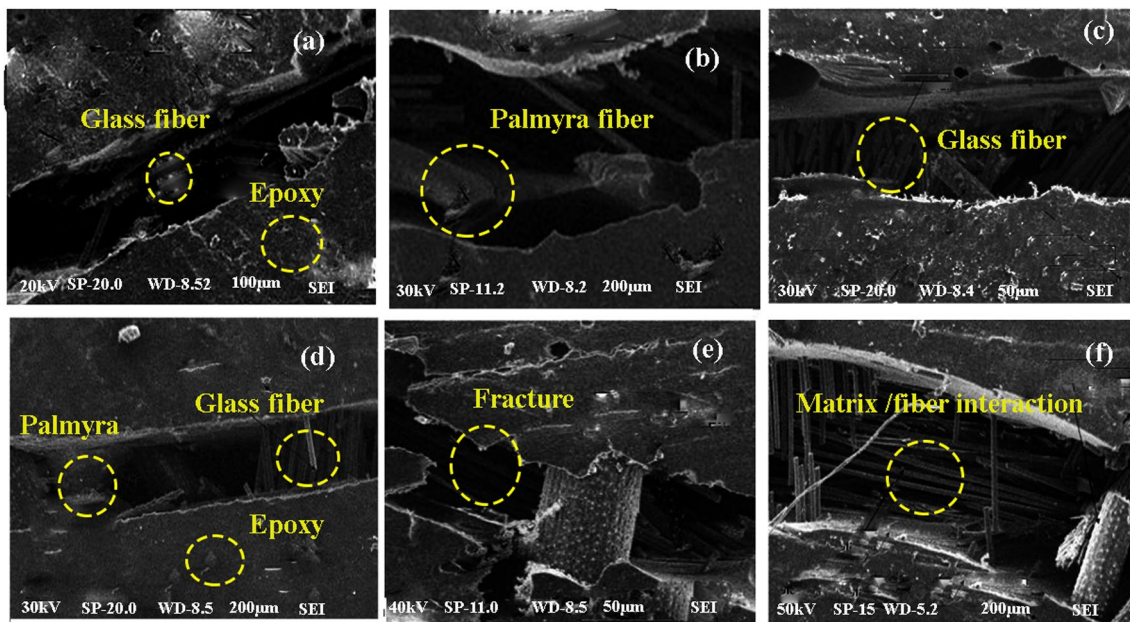 (a)
Glass fiber
Epoxy
20kV SP-20.0 WD-8.52 100µm SEI
(b)
Palmyra fiber
30kV SP-11.2 WD-8.2 200µm SEI
(c)
Glass fiber
30kV SP-20.0 WD-8.4 50µm SEI
(d)
Glass fiber
Palmyra
Epoxy
30kV SP-20.0 WD-8.5 200µm SEI
(e)
Fracture
40kV SP-11.0 WD-8.5 50µm SEI
(f)
Matrix /fiber interaction
50kV SP-15 WD-5.2 200µm SEI